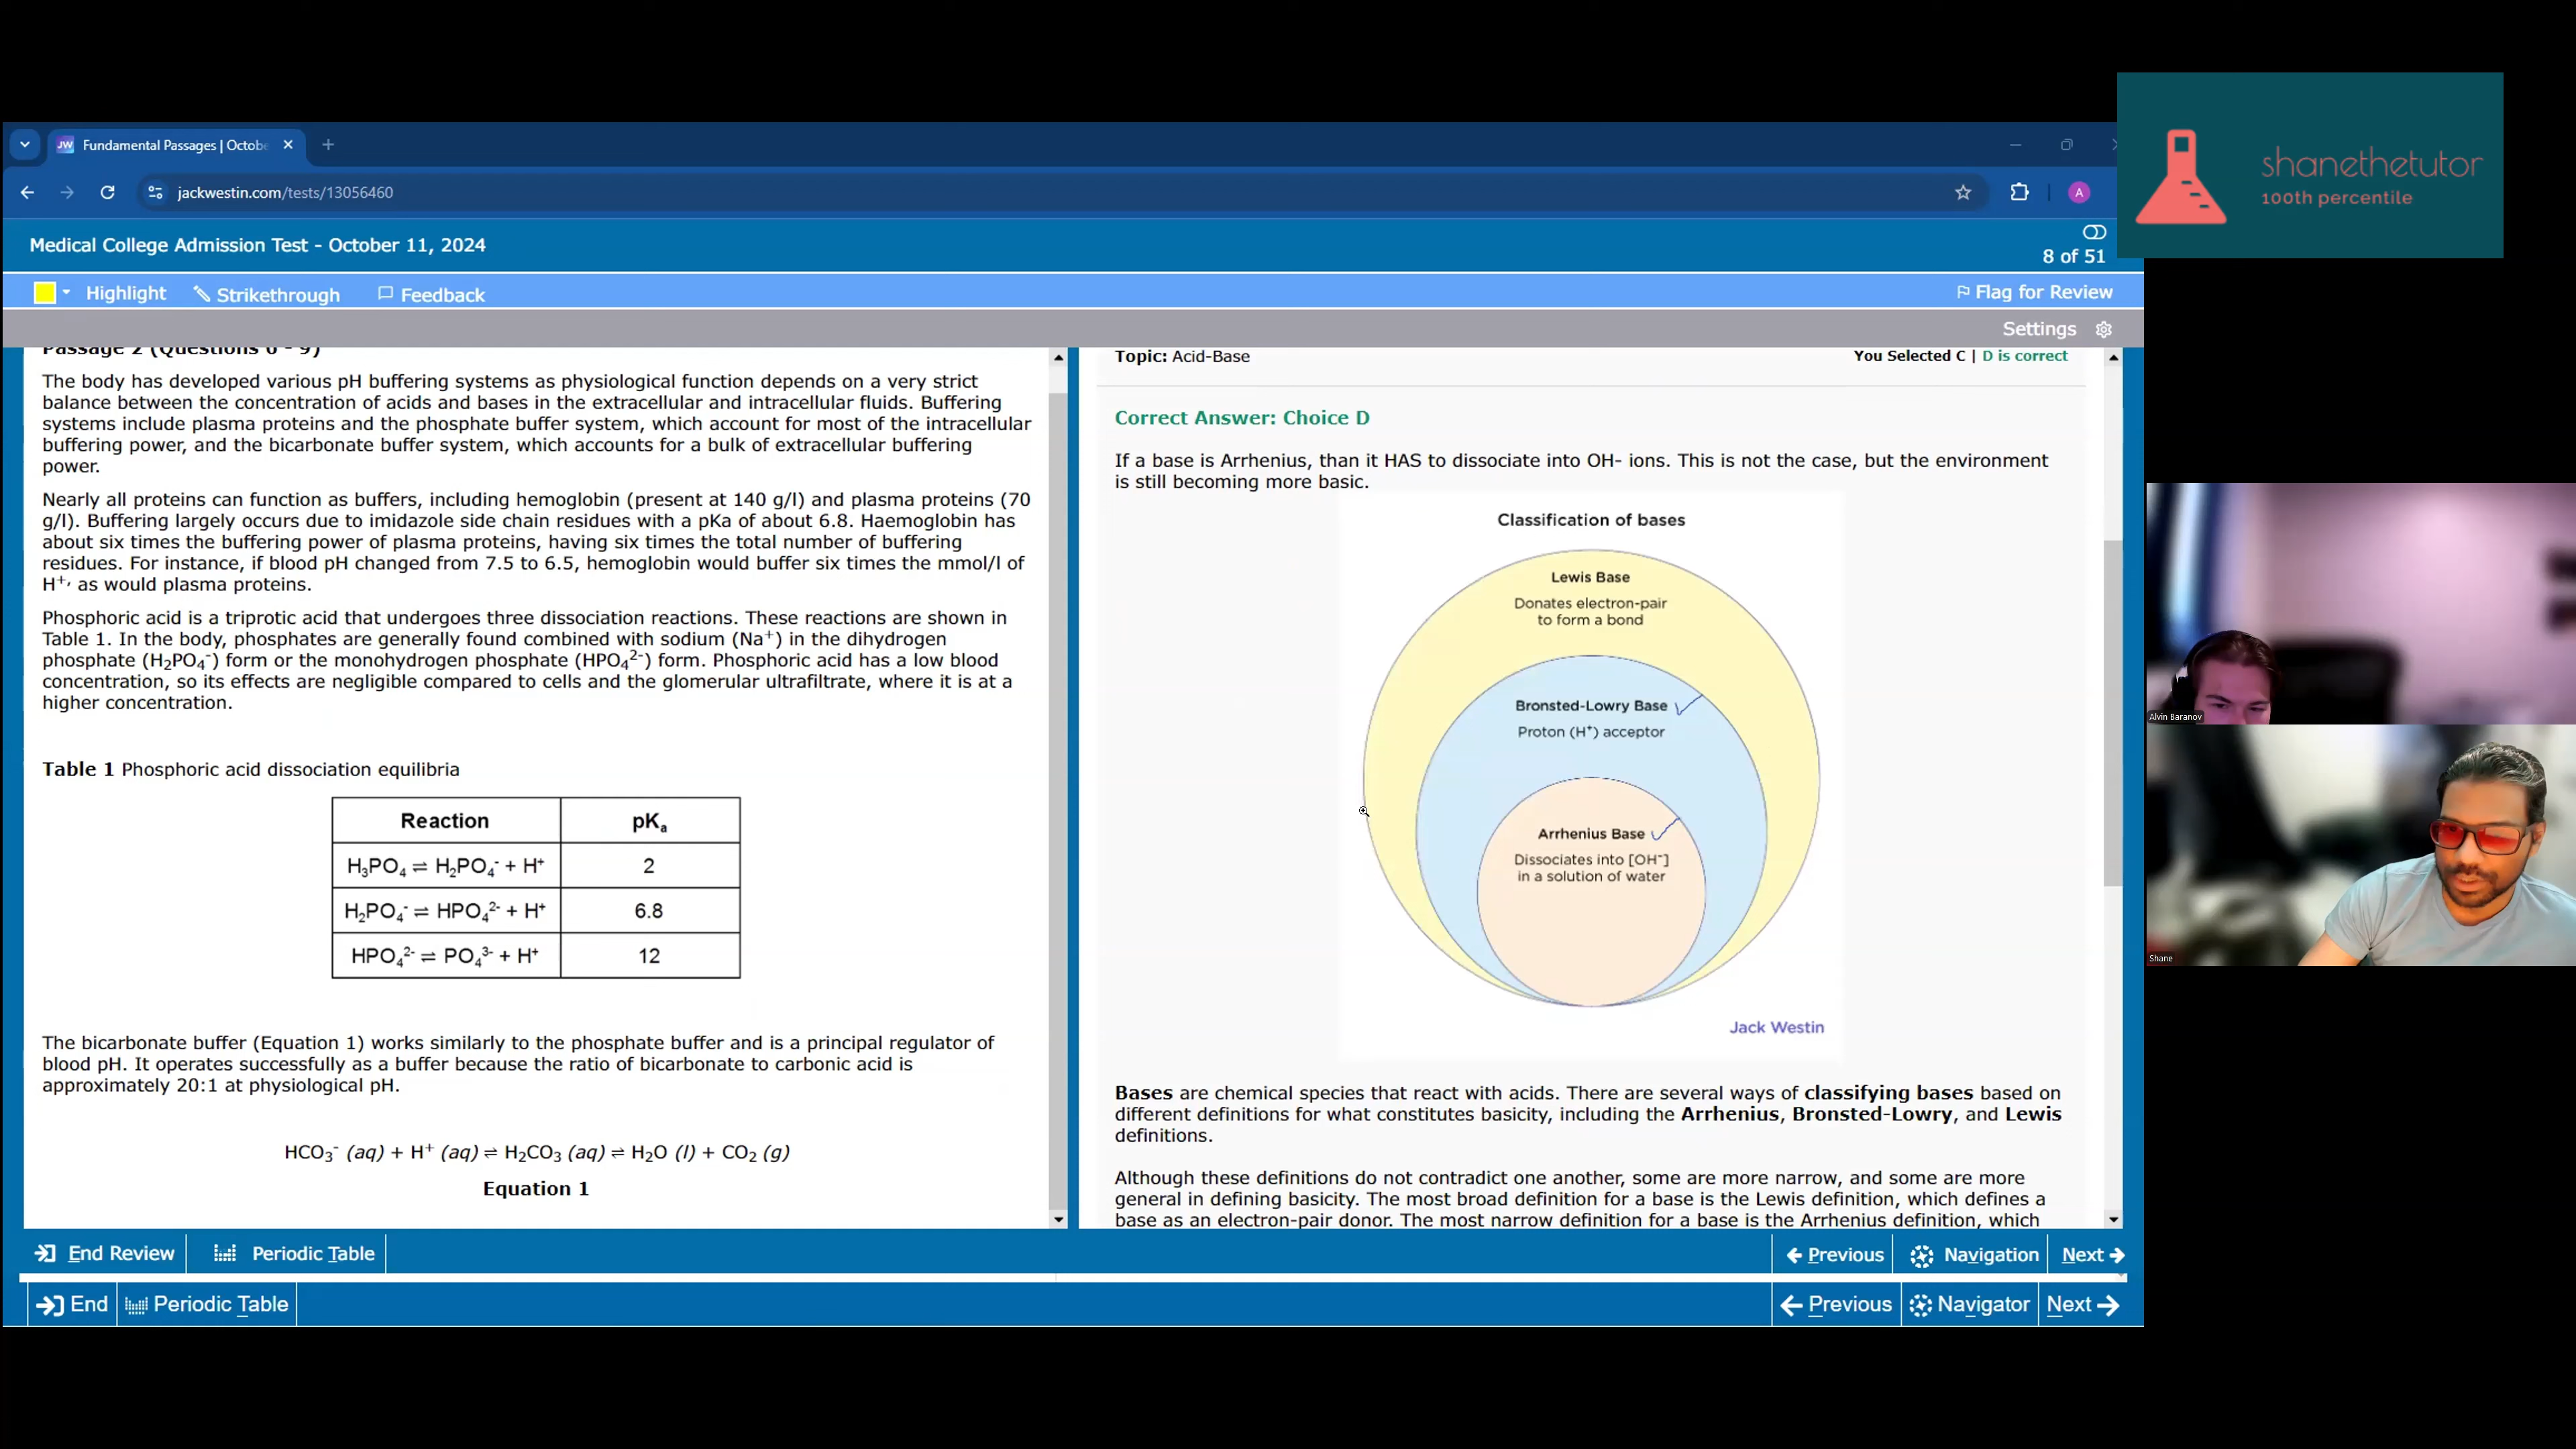 Fundamental Passages | Octobe
jackwestin.com/tests/13056460
A
shanethetutor
100th percentile
Medical College Admission Test - October 11, 2024
8 of 51
Highlight
Strikethrough
Feedback
Flag for Review
Settings
Passage 2 (Questions 6 - 9)
The body has developed various pH buffering systems as physiological function depends on a very strict
balance between the concentration of acids and bases in the extracellular and intracellular fluids. Buffering
systems include plasma proteins and the phosphate buffer system, which account for most of the intracellular
buffering power, and the bicarbonate buffer system, which accounts for a bulk of extracellular buffering
power.
Nearly all proteins can function as buffers, including hemoglobin (present at 140 g/l) and plasma proteins (70
g/l). Buffering largely occurs due to imidazole side chain residues with a pKa of about 6.8. Haemoglobin has
about six times the buffering power of plasma proteins, having six times the total number of buffering
residues. For instance, if blood pH changed from 7.5 to 6.5, hemoglobin would buffer six times the mmol/l of
H⁺, as would plasma proteins.
Phosphoric acid is a triprotic acid that undergoes three dissociation reactions. These reactions are shown in
Table 1. In the body, phosphates are generally found combined with sodium (Na⁺) in the dihydrogen
phosphate (H₂PO₄⁻) form or the monohydrogen phosphate (HPO₄²⁻) form. Phosphoric acid has a low blood
concentration, so its effects are negligible compared to cells and the glomerular ultrafiltrate, where it is at a
higher concentration.
Table 1 Phosphoric acid dissociation equilibria
Reaction pKₐ
H₃PO₄ ⇌ H₂PO₄⁻ + H⁺ 2
H₂PO₄⁻ ⇌ HPO₄²⁻ + H⁺ 6.8
HPO₄²⁻ ⇌ PO₄³⁻ + H⁺ 12
The bicarbonate buffer (Equation 1) works similarly to the phosphate buffer and is a principal regulator of
blood pH. It operates successfully as a buffer because the ratio of bicarbonate to carbonic acid is
approximately 20:1 at physiological pH.
HCO₃⁻ (aq) + H⁺ (aq) ⇌ H₂CO₃ (aq) ⇌ H₂O (l) + CO₂ (g)
Equation 1
Topic: Acid-Base
You Selected C | D is correct
Correct Answer: Choice D
If a base is Arrhenius, than it HAS to dissociate into OH- ions. This is not the case, but the environment
is still becoming more basic.
Classification of bases
Lewis Base
Donates electron-pair
to form a bond
Bronsted-Lowry Base
Proton (H⁺) acceptor
Arrhenius Base
Dissociates into [OH⁻]
in a solution of water
Jack Westin
Bases are chemical species that react with acids. There are several ways of classifying bases based on
different definitions for what constitutes basicity, including the Arrhenius, Bronsted-Lowry, and Lewis
definitions.
Although these definitions do not contradict one another, some are more narrow, and some are more
general in defining basicity. The most broad definition for a base is the Lewis definition, which defines a
base as an electron-pair donor. The most narrow definition for a base is the Arrhenius definition, which
Alvin Baranov
Shane
End Review
Periodic Table
Previous
Navigation
Next
End
Periodic Table
Previous
Navigator
Next